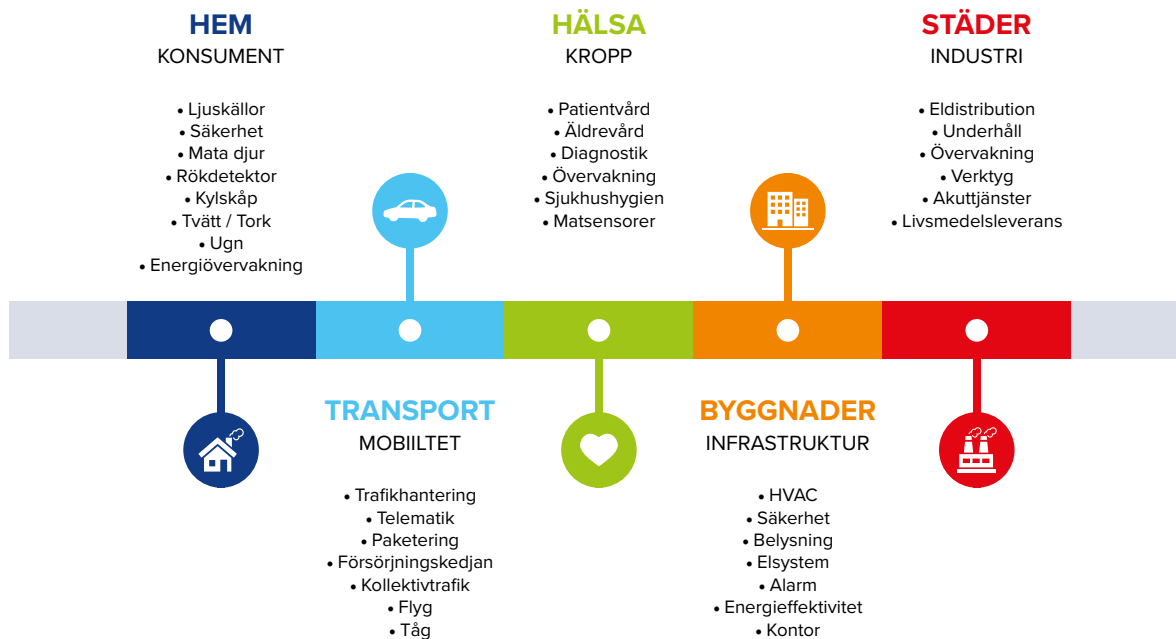 HEM
KONSUMENT
• Ljuskällor
• Säkerhet
• Mata djur
• Rökdetektor
• Kylskåp
• Tvätt / Tork
• Ugn
• Energiövervakning
TRANSPORT
MOBIILTET
• Trafikhantering
• Telematik
• Paketering
• Försörjningskedjan
• Kollektivtrafik
• Flyg
• Tåg
HÄLSA
KROPP
• Patientvård
• Äldrevård
• Diagnostik
• Övervakning
• Sjukhushygien
• Matsensorer
BYGGNADER
INFRASTRUKTUR
• HVAC
• Säkerhet
• Belysning
• Elsystem
• Alarm
• Energieffektivitet
• Kontor
STÄDER
INDUSTRI
• Eldistribution
• Underhåll
• Övervakning
• Verktyg
• Akuttjänster
• Livsmedelsleverans